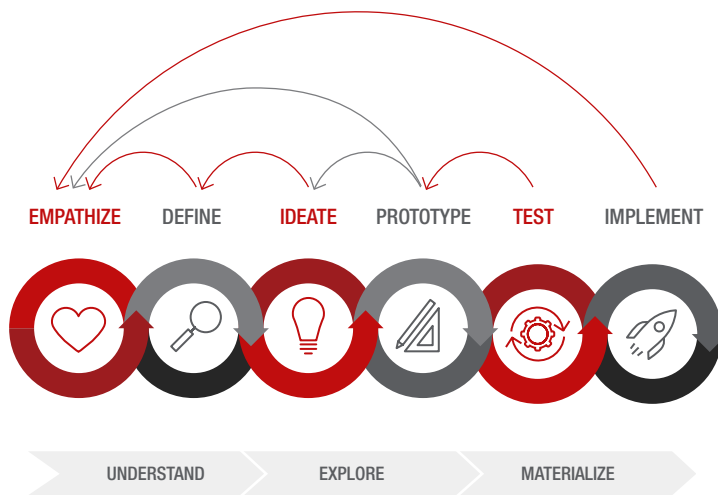 EMPATHIZE DEFINE IDEATE PROTOTYPE TEST IMPLEMENT
UNDERSTAND EXPLORE MATERIALIZE